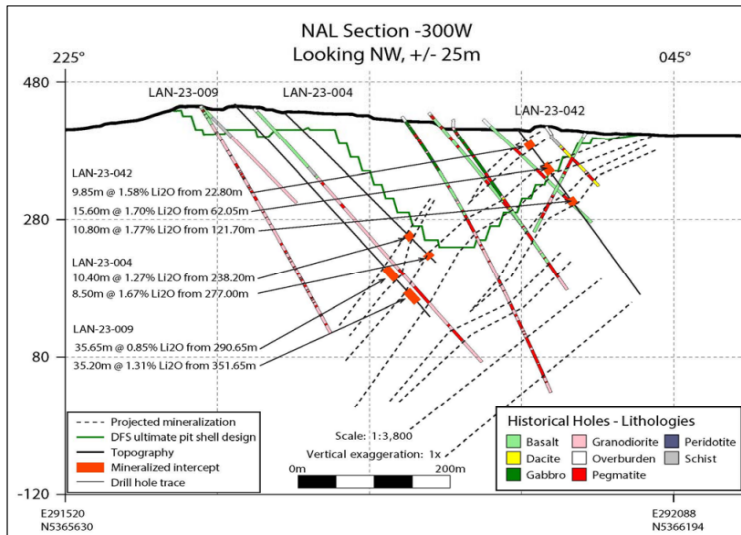 NAL Section -300W
Looking NW, +/- 25m
225°
045°
480
280
80
-120
LAN-23-009
LAN-23-004
LAN-23-042
LAN-23-042
9.85m @ 1.58% Li2O from 22.80m
15.60m @ 1.70% Li2O from 62.05m
10.80m @ 1.77% Li2O from 121.70m
LAN-23-004
10.40m @ 1.27% Li2O from 238.20m
8.50m @ 1.67% Li2O from 277.00m
LAN-23-009
35.65m @ 0.85% Li2O from 290.65m
35.20m @ 1.31% Li2O from 351.65m
Projected mineralization
DFS ultimate pit shell design
Topography
Mineralized intercept
Drill hole trace
Scale: 1:3,800
Vertical exaggeration: 1x
0m
200m
Historical Holes - Lithologies
Basalt
Granodiorite
Peridotite
Dacite
Overburden
Schist
Gabbro
Pegmatite
E291520
N5365630
E292088
N5366194